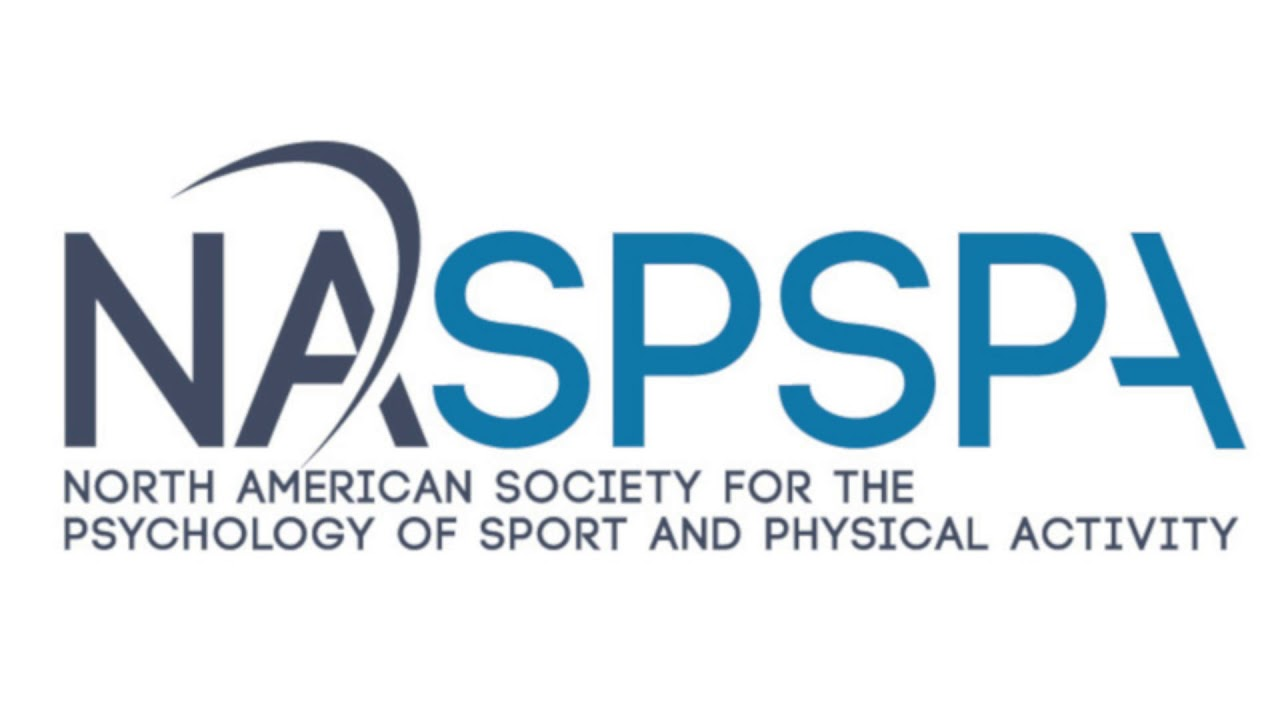 NASPSPA
NORTH AMERICAN SOCIETY FOR THE
PSYCHOLOGY OF SPORT AND PHYSICAL ACTIVITY